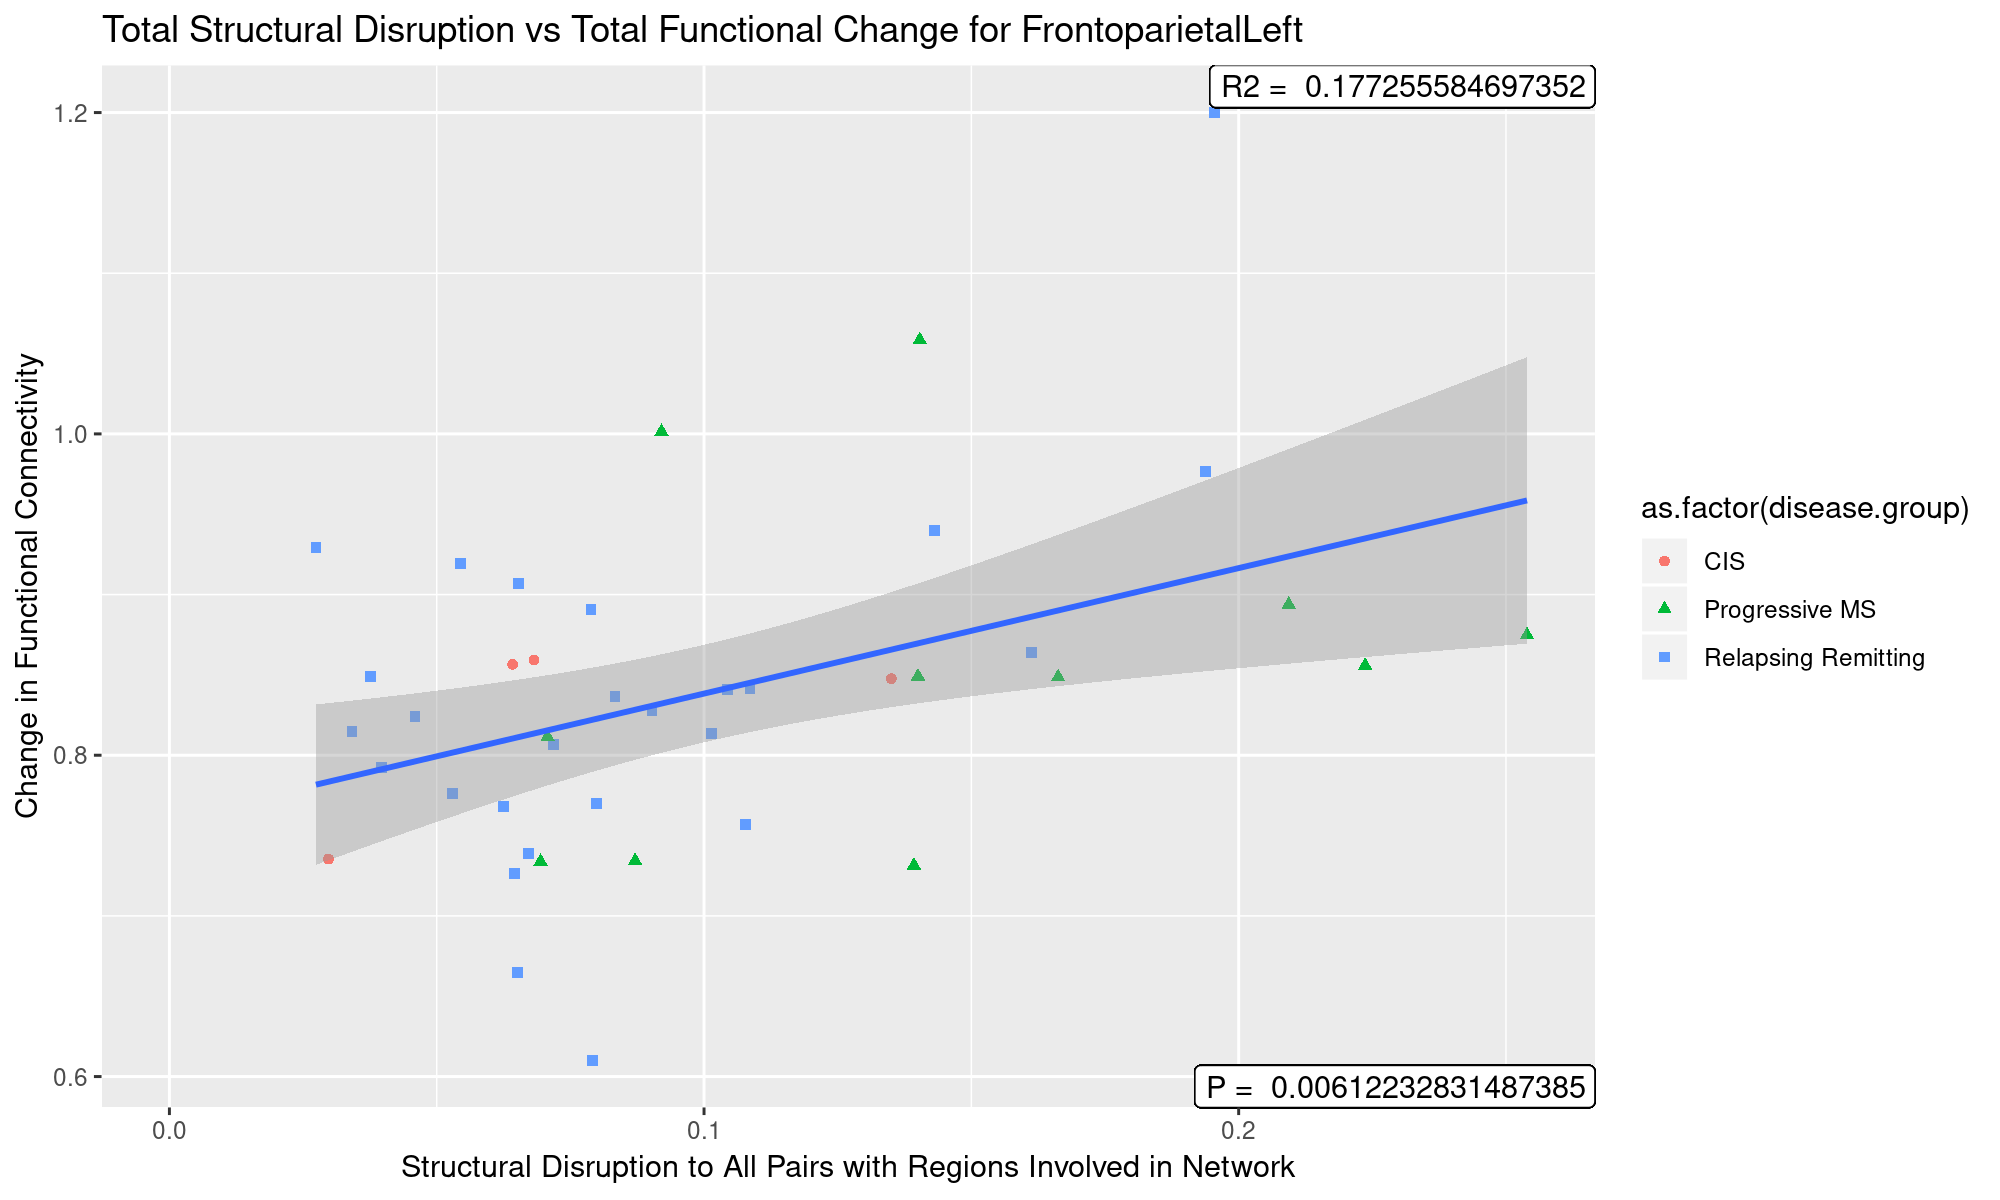 Total Structural Disruption vs Total Functional Change for FrontoparietalLeft
R2 = 0.177255584697352
1.2
1.0
0.8
0.6
Change in Functional Connectivity
as.factor(disease.group)
CIS
Progressive MS
Relapsing Remitting
P = 0.00612232831487385
0.0
0.1
0.2
Structural Disruption to All Pairs with Regions Involved in Network